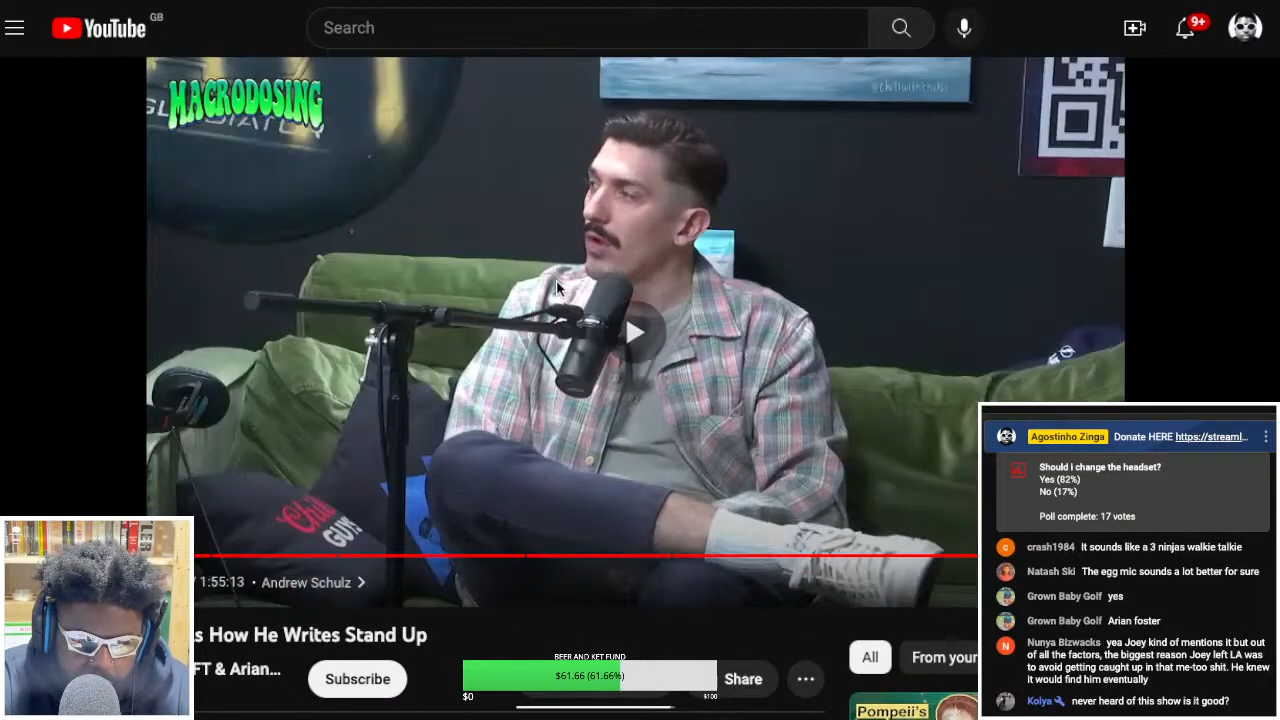 YouTube
GB
Search
9+
MACRODOSING
@chillwithtubs
Chill
GUYS
/ 1:55:13 • Andrew Schulz
s How He Writes Stand Up
FT & Arian...
Subscribe
BEER AND KET FUND
$61.66 (61.66%)
$0
$100
Share
All
From your
Pompeii's
Agostinho Zinga Donate HERE https://streaml...
Should i change the headset?
Yes (82%)
No (17%)
Poll complete: 17 votes
crash1984 It sounds like a 3 ninjas walkie talkie
Natash Ski The egg mic sounds a lot better for sure
Grown Baby Golf yes
Grown Baby Golf Arian foster
Nunya Bizwacks yea Joey kind of mentions it but out
of all the factors, the biggest reason Joey left LA was
to avoid getting caught up in that me-too shit. He knew
it would find him eventually
Kolya never heard of this show is it good?